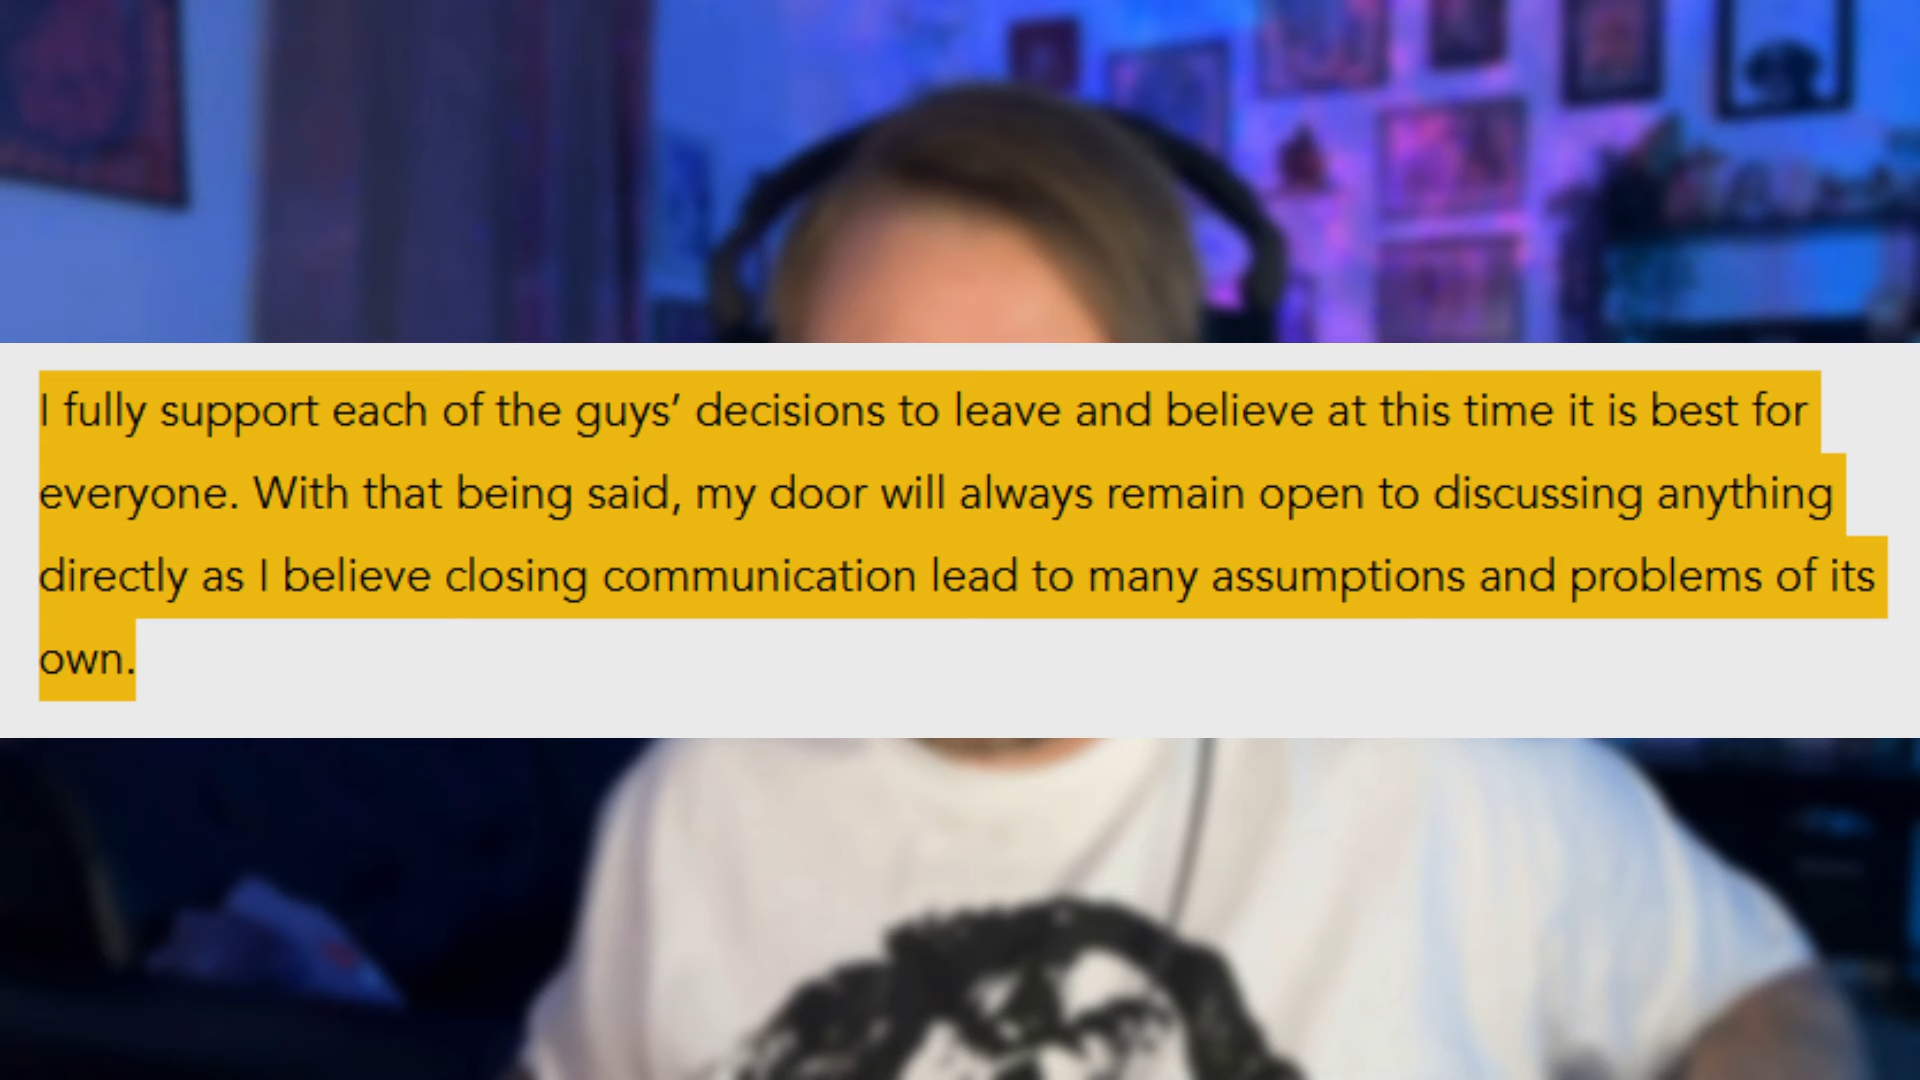 I fully support each of the guys’ decisions to leave and believe at this time it is best for
everyone. With that being said, my door will always remain open to discussing anything
directly as I believe closing communication lead to many assumptions and problems of its
own.